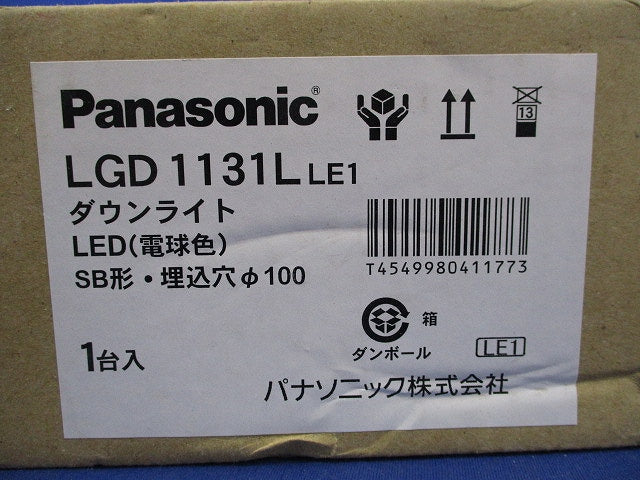 Panasonic®
13
LGD 1131L LE1
ダウンライト
LED(電球色)
SB形・埋込穴φ100
T4549980411773
1台入
箱
ダンボール
LE1
パナソニック株式会社